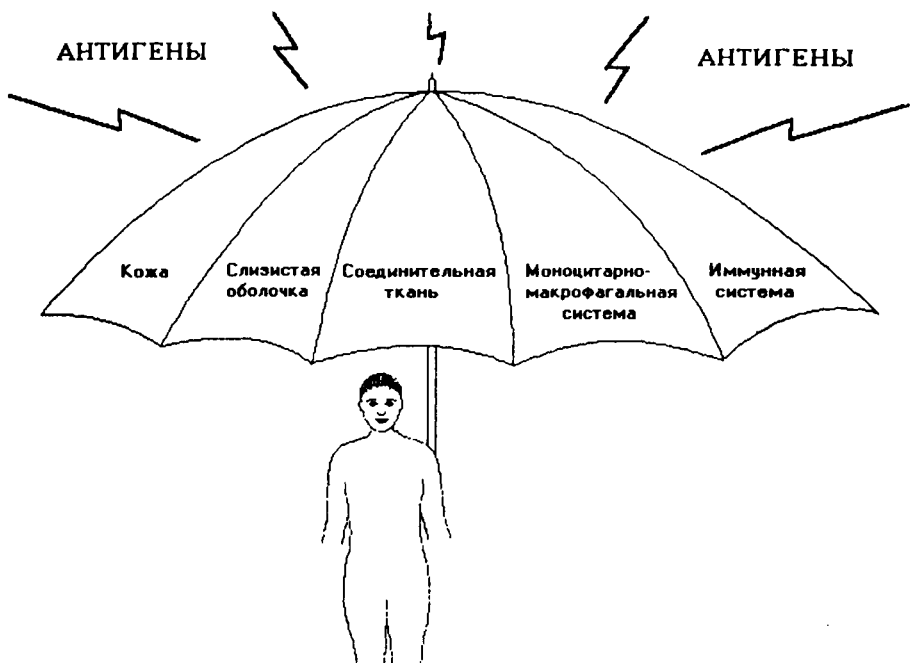 АНТИГЕНЫ
АНТИГЕНЫ
Кожа
Слизистая
оболочка
Соединительная
ткань
Моноцитарно-
макрофагальная
система
Иммунная
система